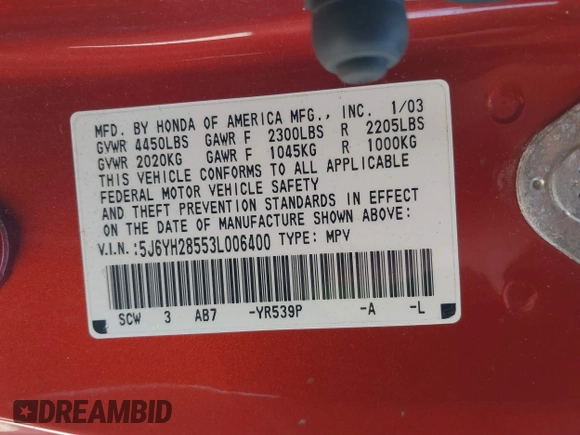 MFD. BY HONDA OF AMERICA MFG., INC. 1/03
GVWR 4450LBS GAWR F 2300LBS R 2205LBS
GVWR 2020KG GAWR F 1045KG R 1000KG
THIS VEHICLE CONFORMS TO ALL APPLICABLE
FEDERAL MOTOR VEHICLE SAFETY
AND THEFT PREVENTION STANDARDS IN EFFECT
ON THE DATE OF MANUFACTURE SHOWN ABOVE:
V.I.N.:5J6YH28553L006400 TYPE: MPV
SCW 3 AB7 -YR539P -A -L
DREAMBID